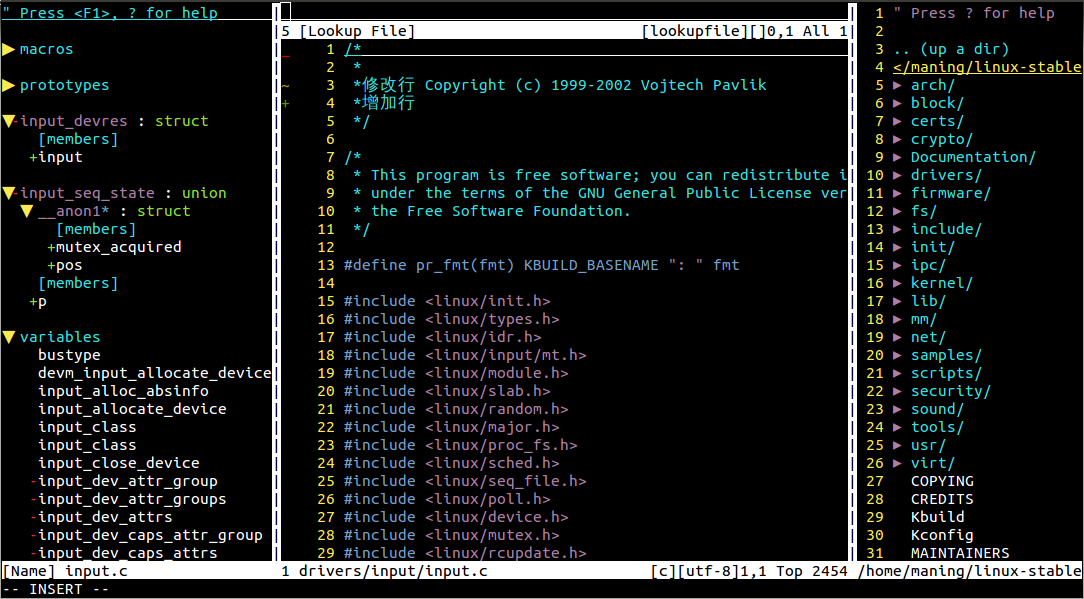 " Press <F1>, ? for help
▶ macros
▶ prototypes
▼-input_devres : struct
[members]
+input
▼-input_seq_state : union
▼__anon1* : struct
[members]
+mutex_acquired
+pos
[members]
+p
▼ variables
bustype
devm_input_allocate_device
input_alloc_absinfo
input_allocate_device
input_class
input_class
input_close_device
-input_dev_attr_group
-input_dev_attr_groups
-input_dev_attrs
-input_dev_caps_attr_group
-input_dev_caps_attrs
[Name] input.c
-- INSERT --
5 [Lookup File] [lookupfile][]0,1 All 1
_ 1 /*
2 *
~ 3 *修改行 Copyright (c) 1999-2002 Vojtech Pavlik
+ 4 *增加行
5 */
6
7 /*
8 * This program is free software; you can redistribute i
9 * under the terms of the GNU General Public License ver
10 * the Free Software Foundation.
11 */
12
13 #define pr_fmt(fmt) KBUILD_BASENAME ": " fmt
14
15 #include <linux/init.h>
16 #include <linux/types.h>
17 #include <linux/idr.h>
18 #include <linux/input/mt.h>
19 #include <linux/module.h>
20 #include <linux/slab.h>
21 #include <linux/random.h>
22 #include <linux/major.h>
23 #include <linux/proc_fs.h>
24 #include <linux/sched.h>
25 #include <linux/seq_file.h>
26 #include <linux/poll.h>
27 #include <linux/device.h>
28 #include <linux/mutex.h>
29 #include <linux/rcupdate.h>
1 drivers/input/input.c [c][utf-8]1,1 Top 2454
1 " Press ? for help
2
3 .. (up a dir)
4 </maning/linux-stable
5 ▶ arch/
6 ▶ block/
7 ▶ certs/
8 ▶ crypto/
9 ▶ Documentation/
10 ▶ drivers/
11 ▶ firmware/
12 ▶ fs/
13 ▶ include/
14 ▶ init/
15 ▶ ipc/
16 ▶ kernel/
17 ▶ lib/
18 ▶ mm/
19 ▶ net/
20 ▶ samples/
21 ▶ scripts/
22 ▶ security/
23 ▶ sound/
24 ▶ tools/
25 ▶ usr/
26 ▶ virt/
27 COPYING
28 CREDITS
29 Kbuild
30 Kconfig
31 MAINTAINERS
/home/maning/linux-stable